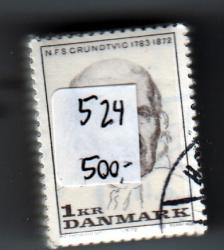 N.F.S. GRUNDTVIG 1783-1872
524
500,-
1 KR
DANMARK